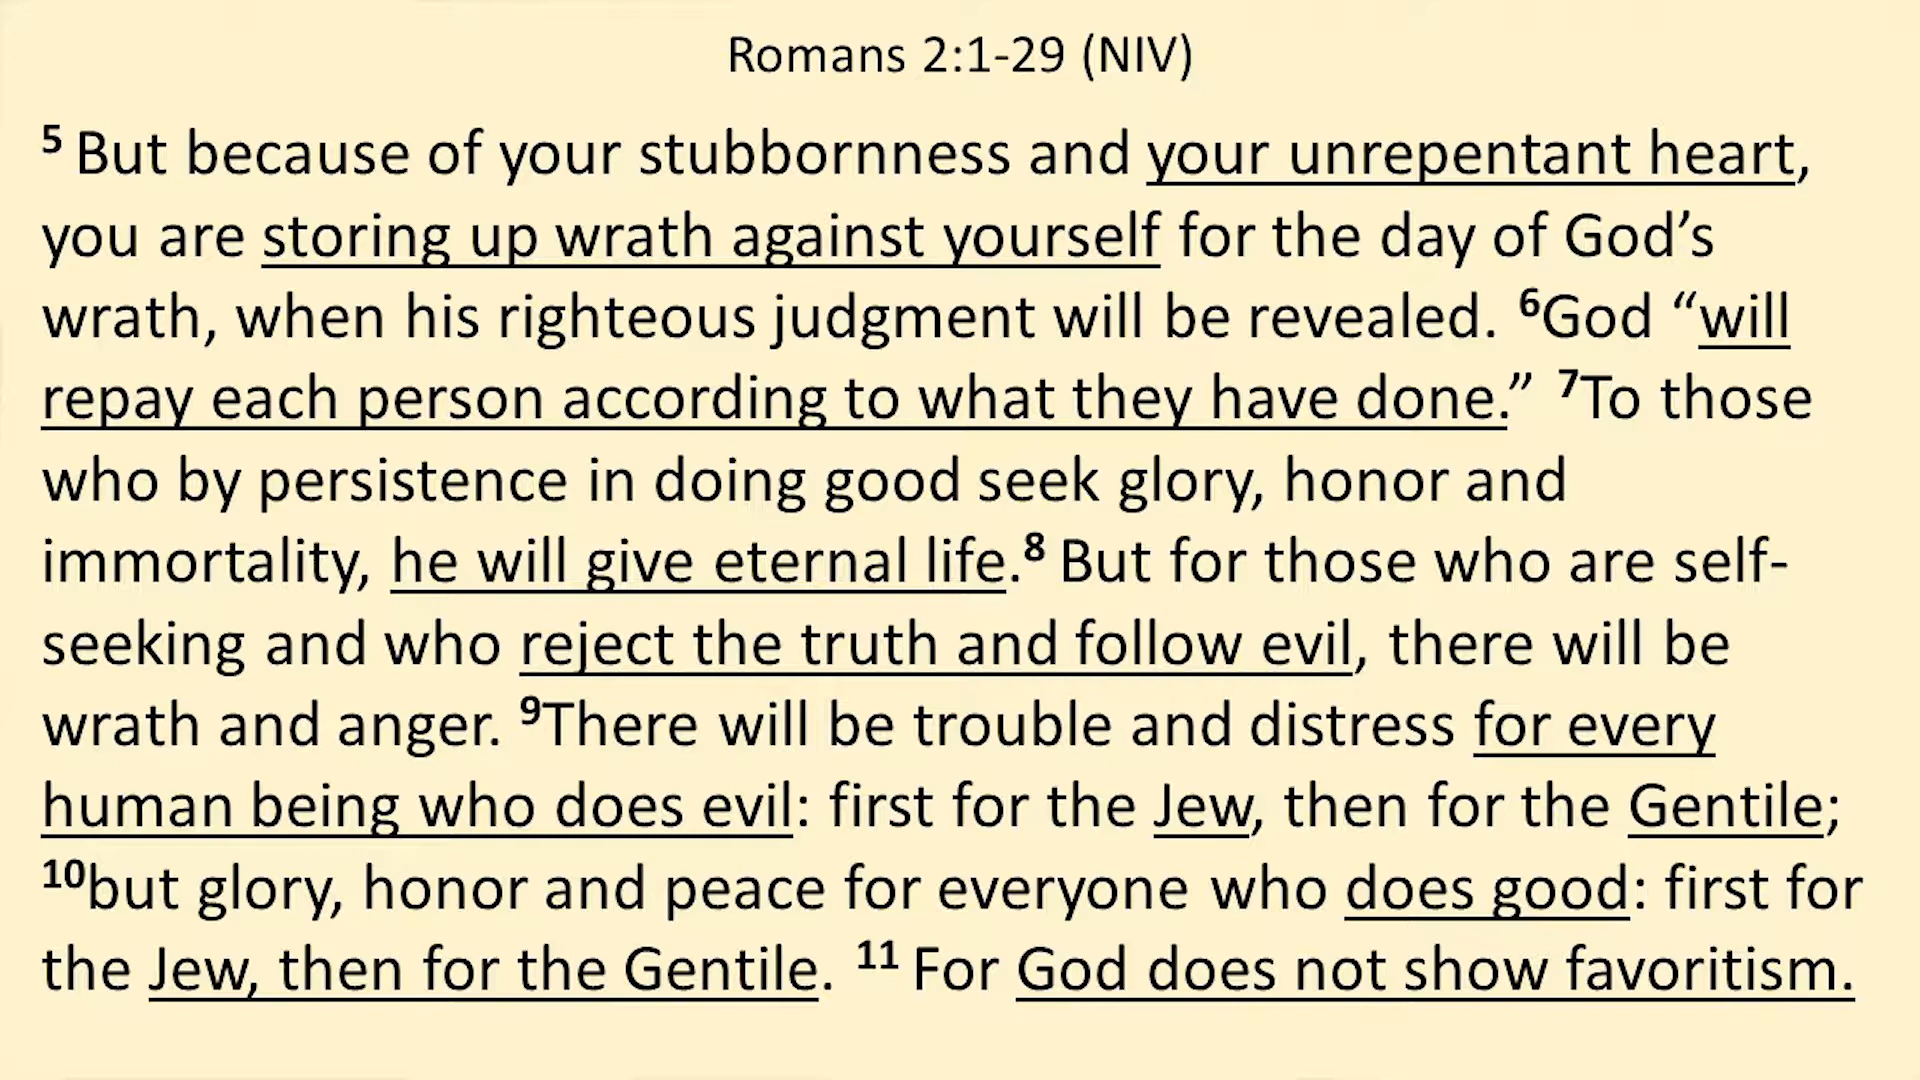 Romans 2:1-29 (NIV)
5 But because of your stubbornness and your unrepentant heart,
you are storing up wrath against yourself for the day of God’s
wrath, when his righteous judgment will be revealed. 6God “will
repay each person according to what they have done.” 7To those
who by persistence in doing good seek glory, honor and
immortality, he will give eternal life.8 But for those who are self-
seeking and who reject the truth and follow evil, there will be
wrath and anger. 9There will be trouble and distress for every
human being who does evil: first for the Jew, then for the Gentile;
10but glory, honor and peace for everyone who does good: first for
the Jew, then for the Gentile. 11 For God does not show favoritism.